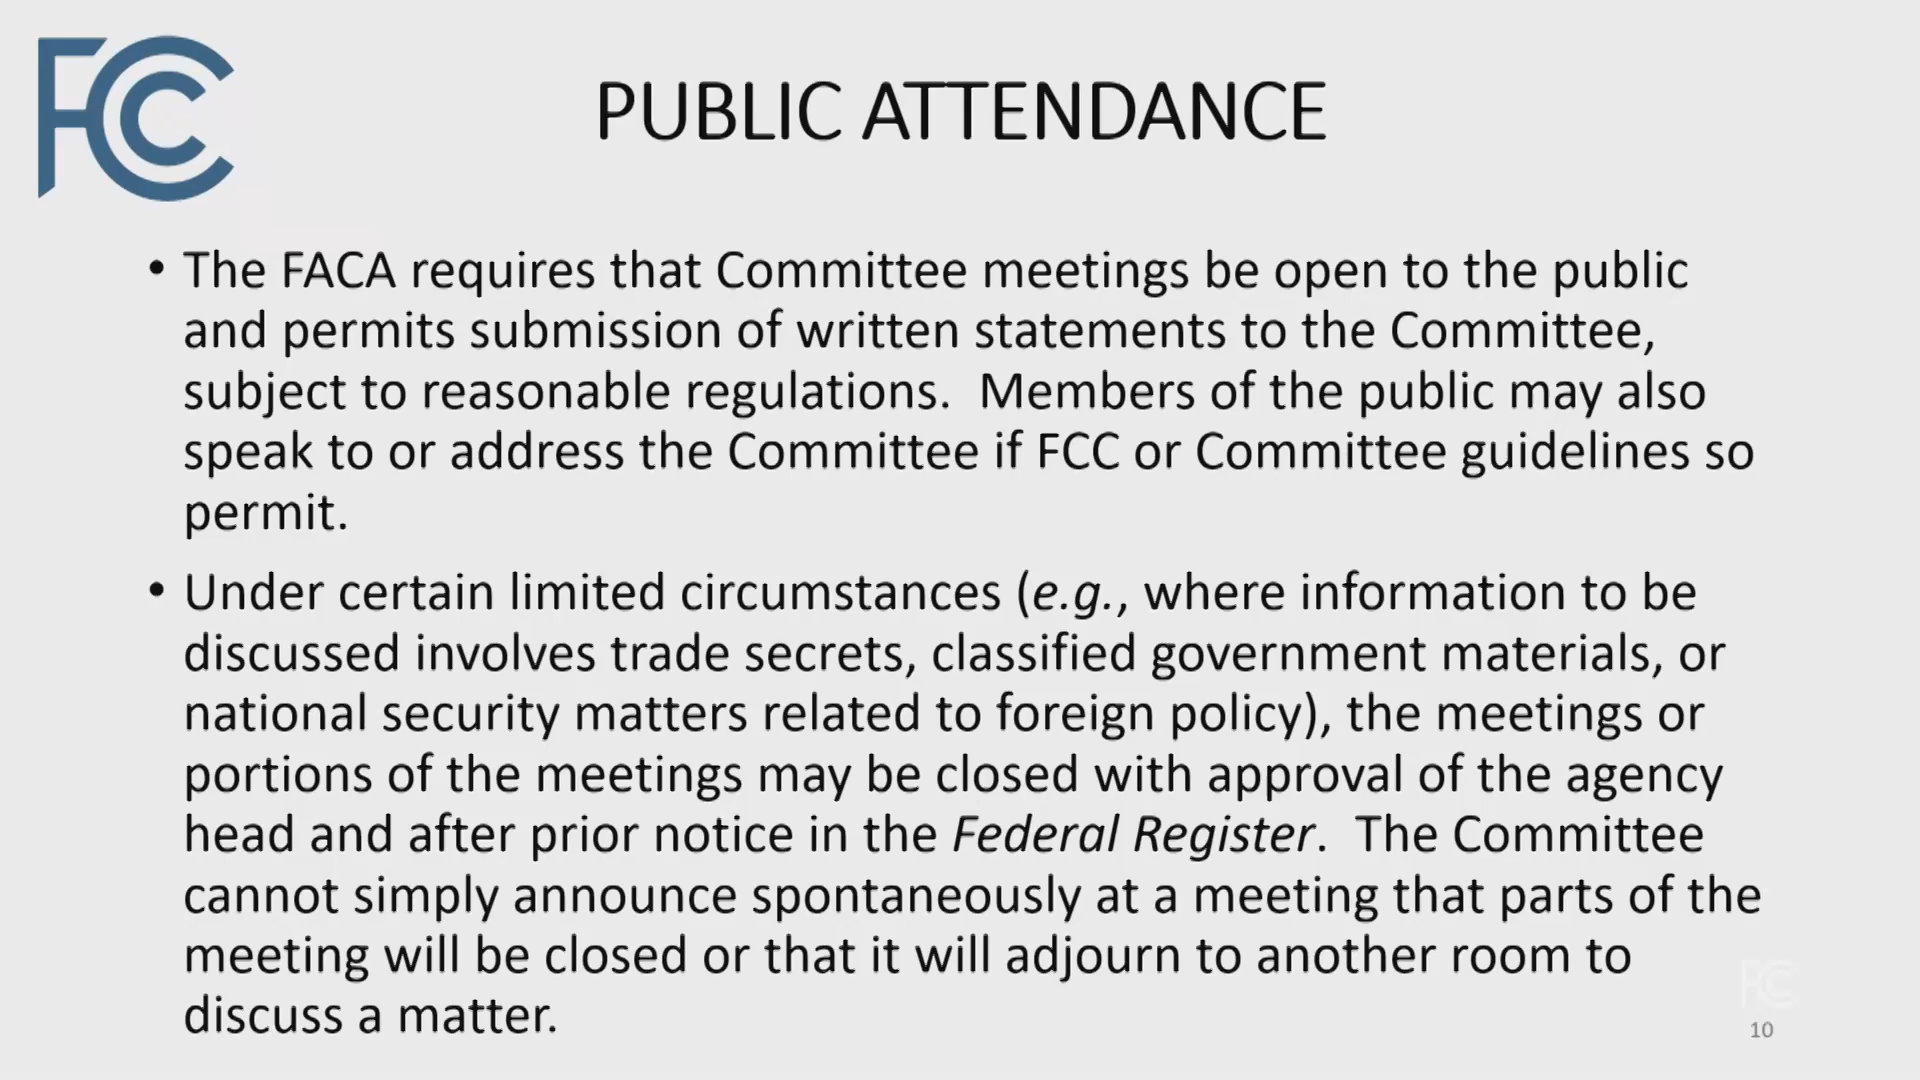 FCC
PUBLIC ATTENDANCE
• The FACA requires that Committee meetings be open to the public
and permits submission of written statements to the Committee,
subject to reasonable regulations.  Members of the public may also
speak to or address the Committee if FCC or Committee guidelines so
permit.
• Under certain limited circumstances (e.g., where information to be
discussed involves trade secrets, classified government materials, or
national security matters related to foreign policy), the meetings or
portions of the meetings may be closed with approval of the agency
head and after prior notice in the Federal Register.  The Committee
cannot simply announce spontaneously at a meeting that parts of the
meeting will be closed or that it will adjourn to another room to
discuss a matter.
FCC
10